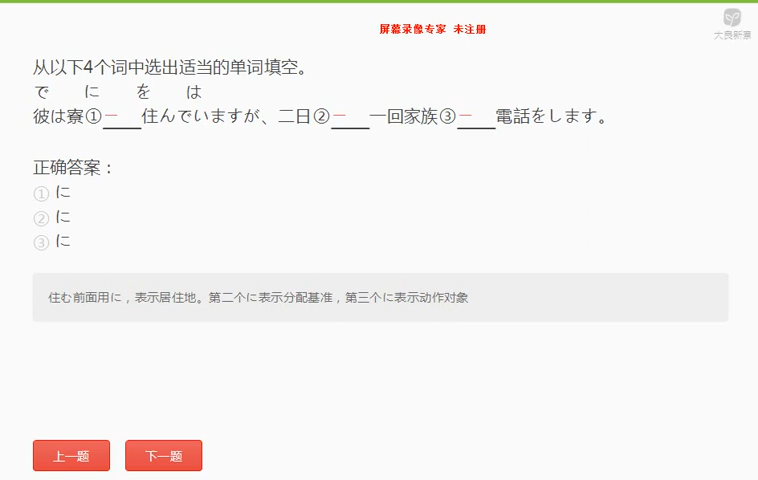 屏幕录像专家 未注册
大良新景
从以下4个词中选出适当的单词填空。
で に を は
彼は寮①一住んでいますが、二日②一一回家族③一電話をします。
正确答案：
① に
② に
③ に
住む前面用に，表示居住地。第二个に表示分配基准，第三个に表示动作对象
上一题 下一题